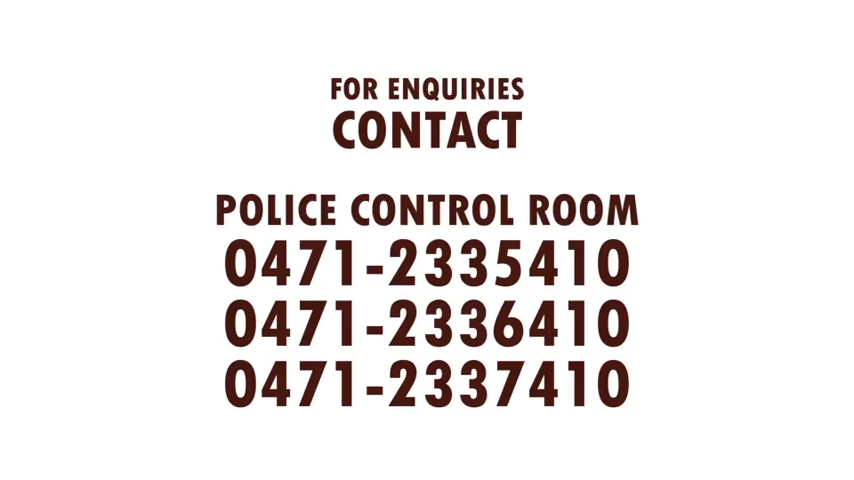 FOR ENQUIRIES
CONTACT
POLICE CONTROL ROOM
0471-2335410
0471-2336410
0471-2337410